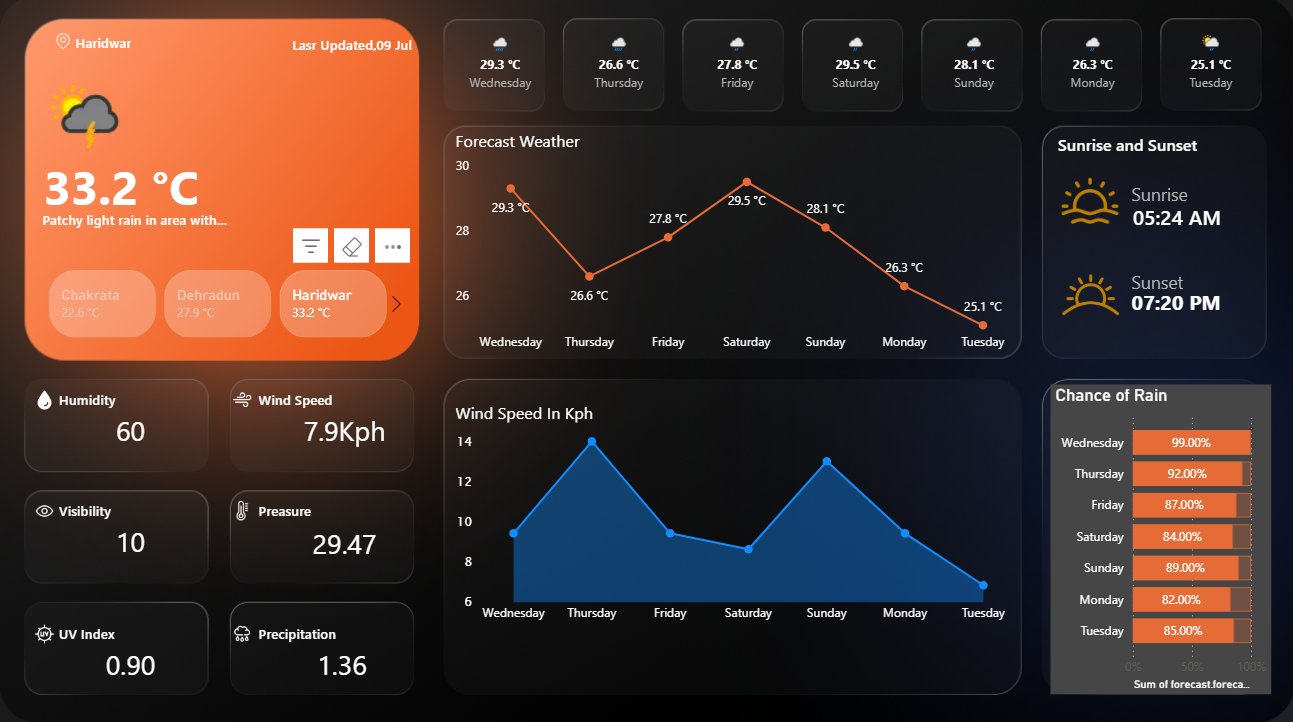 Haridwar
Lasr Updated,09 Jul
33.2 °C
Patchy light rain in area with...
Chakrata
22.6 °C
Dehradun
27.9 °C
Haridwar
33.2 °C
29.3 °C
Wednesday
26.6 °C
Thursday
27.8 °C
Friday
29.5 °C
Saturday
28.1 °C
Sunday
26.3 °C
Monday
25.1 °C
Tuesday
Forecast Weather
30
28
26
29.3 °C
26.6 °C
27.8 °C
29.5 °C
28.1 °C
26.3 °C
25.1 °C
Wednesday Thursday Friday Saturday Sunday Monday Tuesday
Sunrise and Sunset
Sunrise
05:24 AM
Sunset
07:20 PM
Humidity
60
Wind Speed
7.9Kph
Visibility
10
Preasure
29.47
UV
UV Index
0.90
Precipitation
1.36
Wind Speed In Kph
14
12
10
8
6
Wednesday Thursday Friday Saturday Sunday Monday Tuesday
Chance of Rain
Wednesday 99.00%
Thursday 92.00%
Friday 87.00%
Saturday 84.00%
Sunday 89.00%
Monday 82.00%
Tuesday 85.00%
0% 50% 100%
Sum of forecast.foreca...